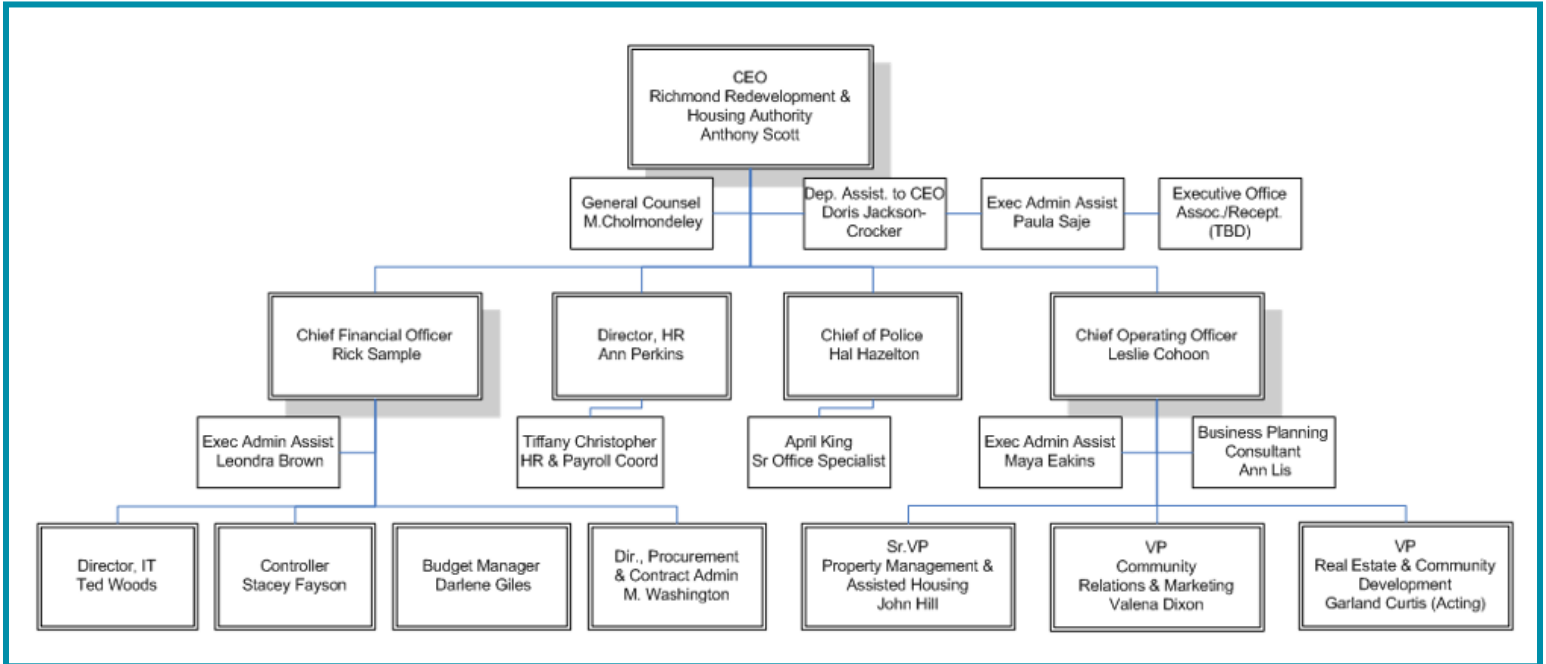 CEO
Richmond Redevelopment &
Housing Authority
Anthony Scott
General Counsel
M.Cholmondeley
Dep. Assist. to CEO
Doris Jackson-
Crocker
Exec Admin Assist
Paula Saje
Executive Office
Assoc./Recept.
(TBD)
Chief Financial Officer
Rick Sample
Director, HR
Ann Perkins
Chief of Police
Hal Hazelton
Chief Operating Officer
Leslie Cohoon
Exec Admin Assist
Leondra Brown
Tiffany Christopher
HR & Payroll Coord
April King
Sr Office Specialist
Exec Admin Assist
Maya Eakins
Business Planning
Consultant
Ann Lis
Director, IT
Ted Woods
Controller
Stacey Fayson
Budget Manager
Darlene Giles
Dir., Procurement
& Contract Admin
M. Washington
Sr.VP
Property Management &
Assisted Housing
John Hill
VP
Community
Relations & Marketing
Valena Dixon
VP
Real Estate & Community
Development
Garland Curtis (Acting)